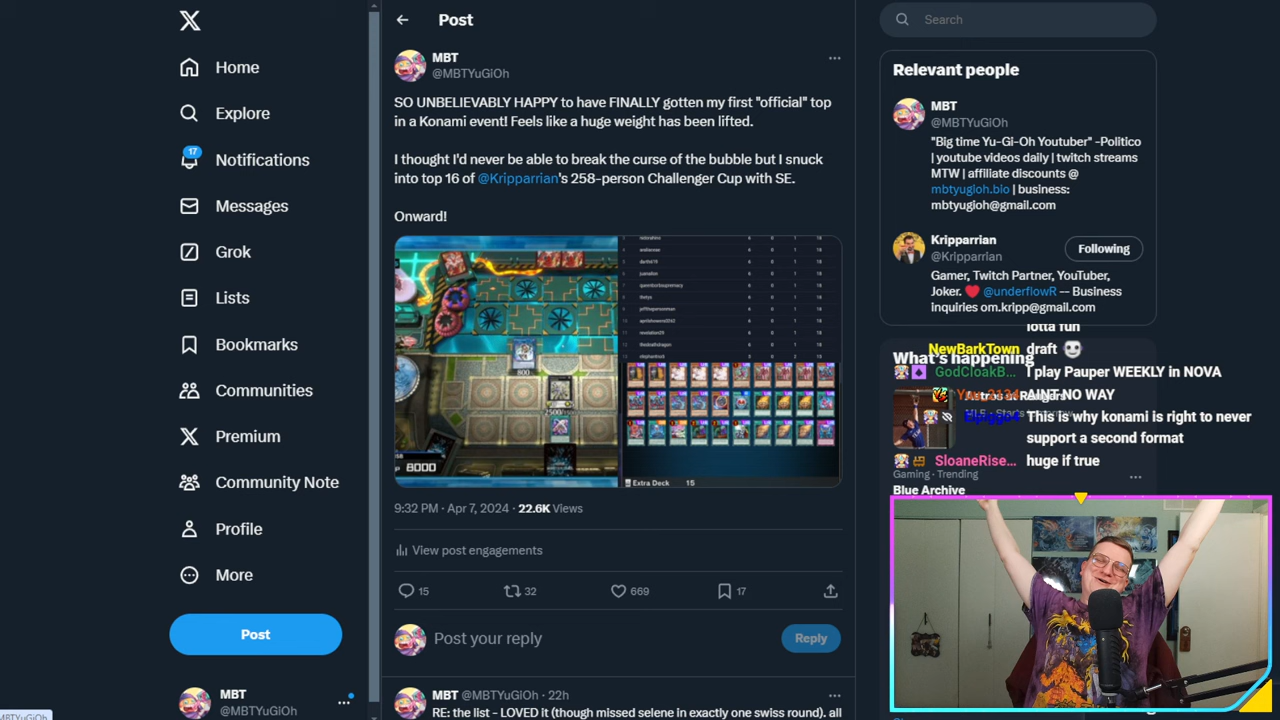 Home
Explore
17
Notifications
Messages
Grok
Lists
Bookmarks
Communities
Premium
Community Note
Profile
More
Post
MBT
@MBTYuGiOh
Post
MBT
@MBTYuGiOh
SO UNBELIEVABLY HAPPY to have FINALLY gotten my first "official" top
in a Konami event! Feels like a huge weight has been lifted.
I thought I'd never be able to break the curse of the bubble but I snuck
into top 16 of @Kripparrian's 258-person Challenger Cup with SE.
Onward!
800
2500
8000
Extra Deck 15
9:32 PM · Apr 7, 2024 · 22.6K Views
View post engagements
15
32
669
17
Post your reply
Reply
MBT @MBTYuGiOh · 22h
RE: the list - LOVED it (though missed selene in exactly one swiss round). all
Search
Relevant people
MBT
@MBTYuGiOh
"Big time Yu-Gi-Oh Youtuber" -Politico
| youtube videos daily | twitch streams
MTW | affiliate discounts @
mbtyugioh.bio | business:
mbtyugioh@gmail.com
Kripparrian
@Kripparrian
Following
Gamer, Twitch Partner, YouTuber,
Joker. @underflowR -- Business
Inquiries om.kripp@gmail.com
lotta fun
NewBarkTown draft
What's happening
GodCloakB... I play Pauper WEEKLY in NOVA
AINT NO WAY
This is why konami is right to never
support a second format
SloaneRise... huge if true
Gaming · Trending
Blue Archive